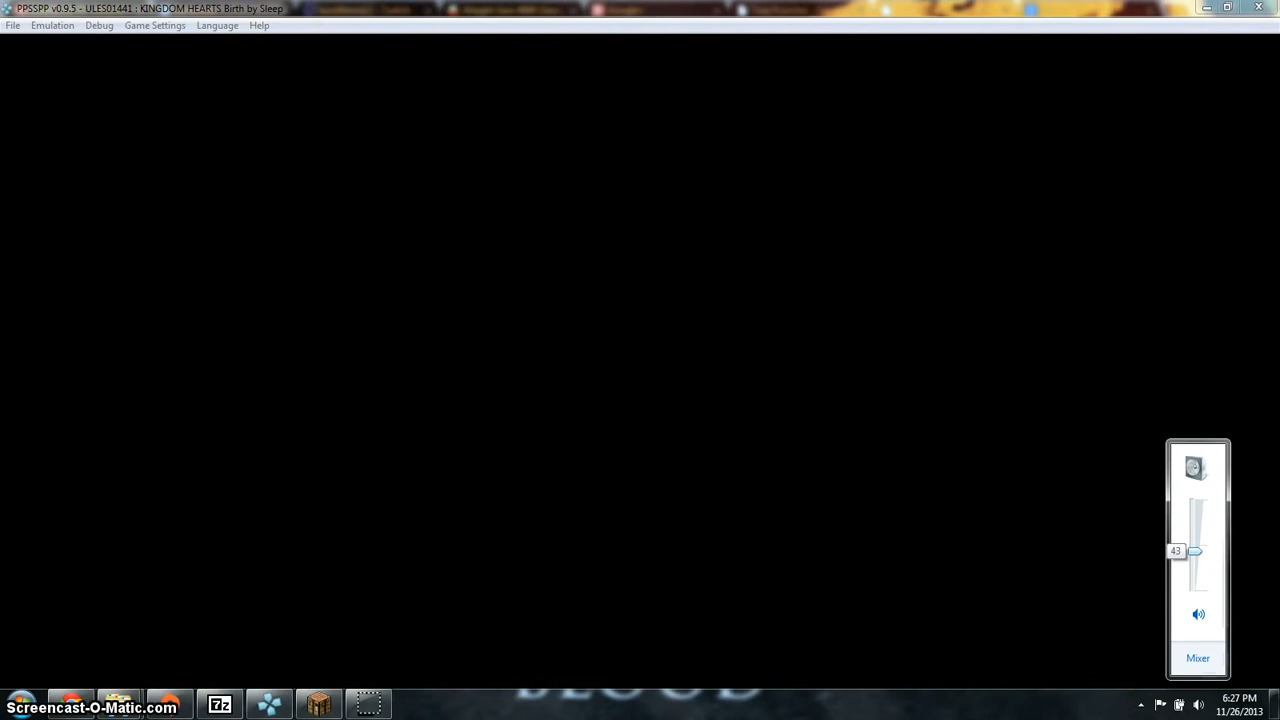 PPSSPP v0.9.5 - ULES01441 : KINGDOM HEARTS Birth by Sleep
File Emulation Debug Game Settings Language Help
43
Mixer
BLOOD
7z
Screencast-O-Matic.com
6:27 PM
11/26/2013